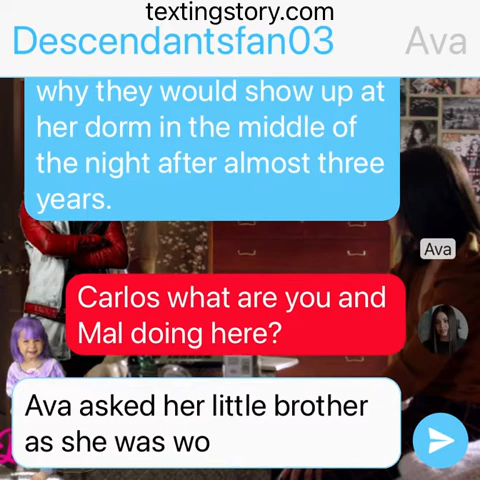 textingstory.com
Descendantsfan03 Ava
why they would show up at
her dorm in the middle of
the night after almost three
years.
Ava
Carlos what are you and
Mal doing here?
Ava asked her little brother
as she was wo